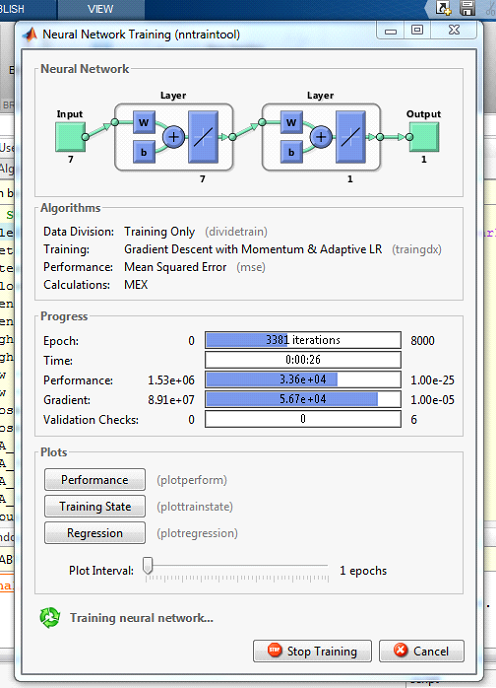 BLISH VIEW
Neural Network Training (nntraintool)
Neural Network
Input Layer Layer Output
W W
b b
7 7 1 1
Algorithms
Data Division: Training Only (dividetrain)
Training: Gradient Descent with Momentum & Adaptive LR (traingdx)
Performance: Mean Squared Error (mse)
Calculations: MEX
Progress
Epoch: 0 3381 iterations 8000
Time: 0:00:26
Performance: 1.53e+06 3.36e+04 1.00e-25
Gradient: 8.91e+07 5.67e+04 1.00e-05
Validation Checks: 0 0 6
Plots
Performance (plotperform)
Training State (plottrainstate)
Regression (plotregression)
Plot Interval: 1 epochs
Training neural network...
Stop Training Cancel